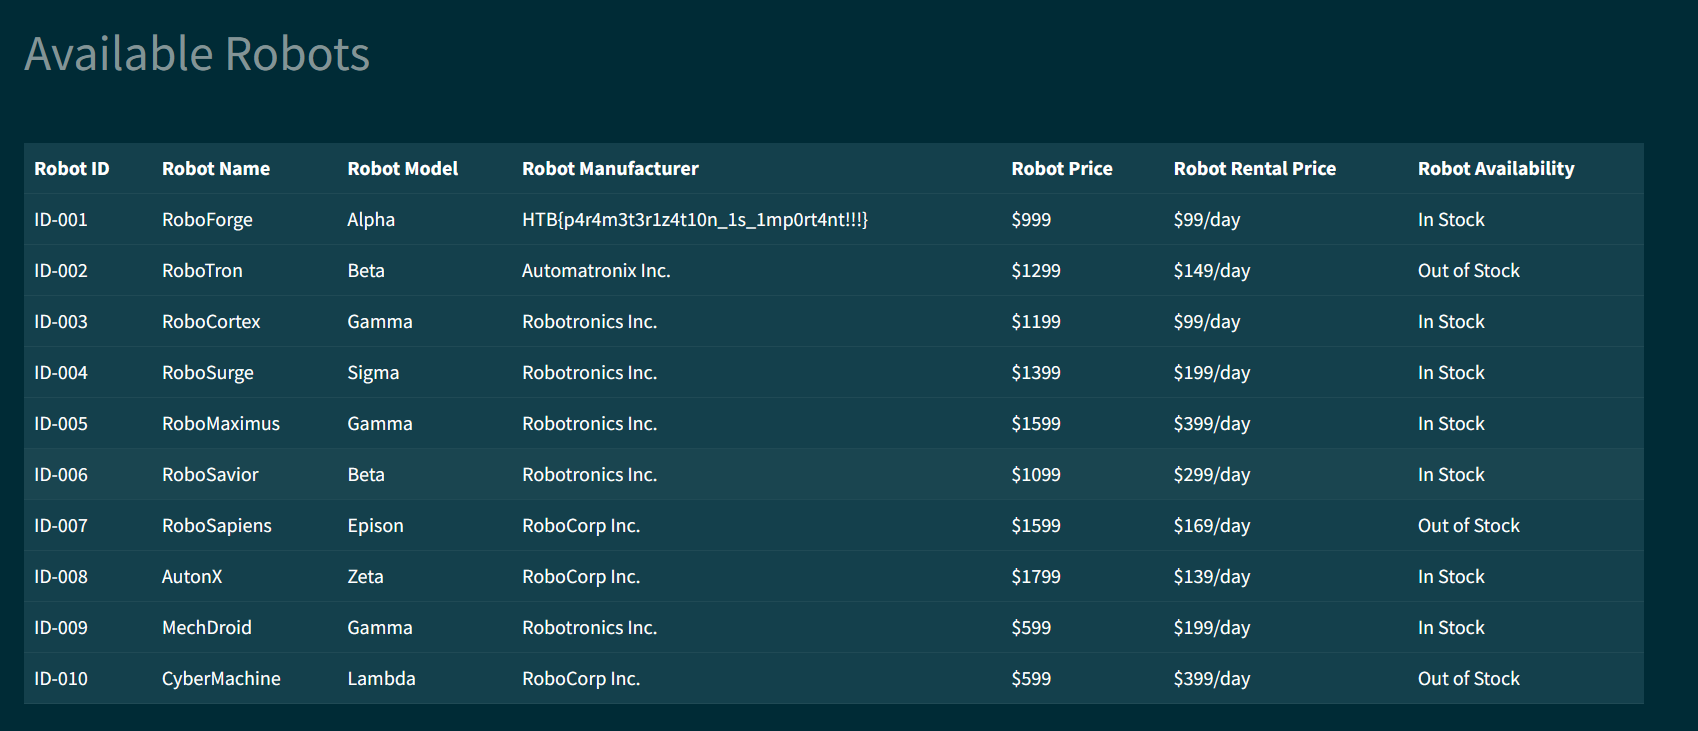 Available Robots
Robot ID Robot Name Robot Model Robot Manufacturer Robot Price Robot Rental Price Robot Availability
ID-001 RoboForge Alpha HTB{p4r4m3t3r1z4t10n_1s_1mp0rt4nt!!!} $999 $99/day In Stock
ID-002 RoboTron Beta Automatronix Inc. $1299 $149/day Out of Stock
ID-003 RoboCortex Gamma Robotronics Inc. $1199 $99/day In Stock
ID-004 RoboSurge Sigma Robotronics Inc. $1399 $199/day In Stock
ID-005 RoboMaximus Gamma Robotronics Inc. $1599 $399/day In Stock
ID-006 RoboSavior Beta Robotronics Inc. $1099 $299/day In Stock
ID-007 RoboSapiens Epison RoboCorp Inc. $1599 $169/day Out of Stock
ID-008 AutonX Zeta RoboCorp Inc. $1799 $139/day In Stock
ID-009 MechDroid Gamma Robotronics Inc. $599 $199/day In Stock
ID-010 CyberMachine Lambda RoboCorp Inc. $599 $399/day Out of Stock